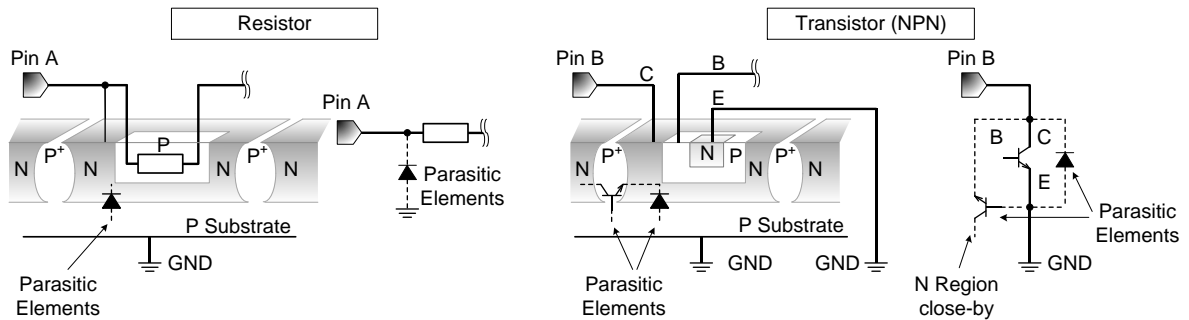 Resistor
Pin A
N
P+
N
P
P+
N
N
P Substrate
GND
Parasitic
Elements
Pin A
Parasitic
Elements
Transistor (NPN)
Pin B
C
B
E
N
P+
N
N
P
P+
N
N
P Substrate
GND
GND
Parasitic
Elements
Pin B
B
C
E
Parasitic
Elements
GND
N Region
close-by